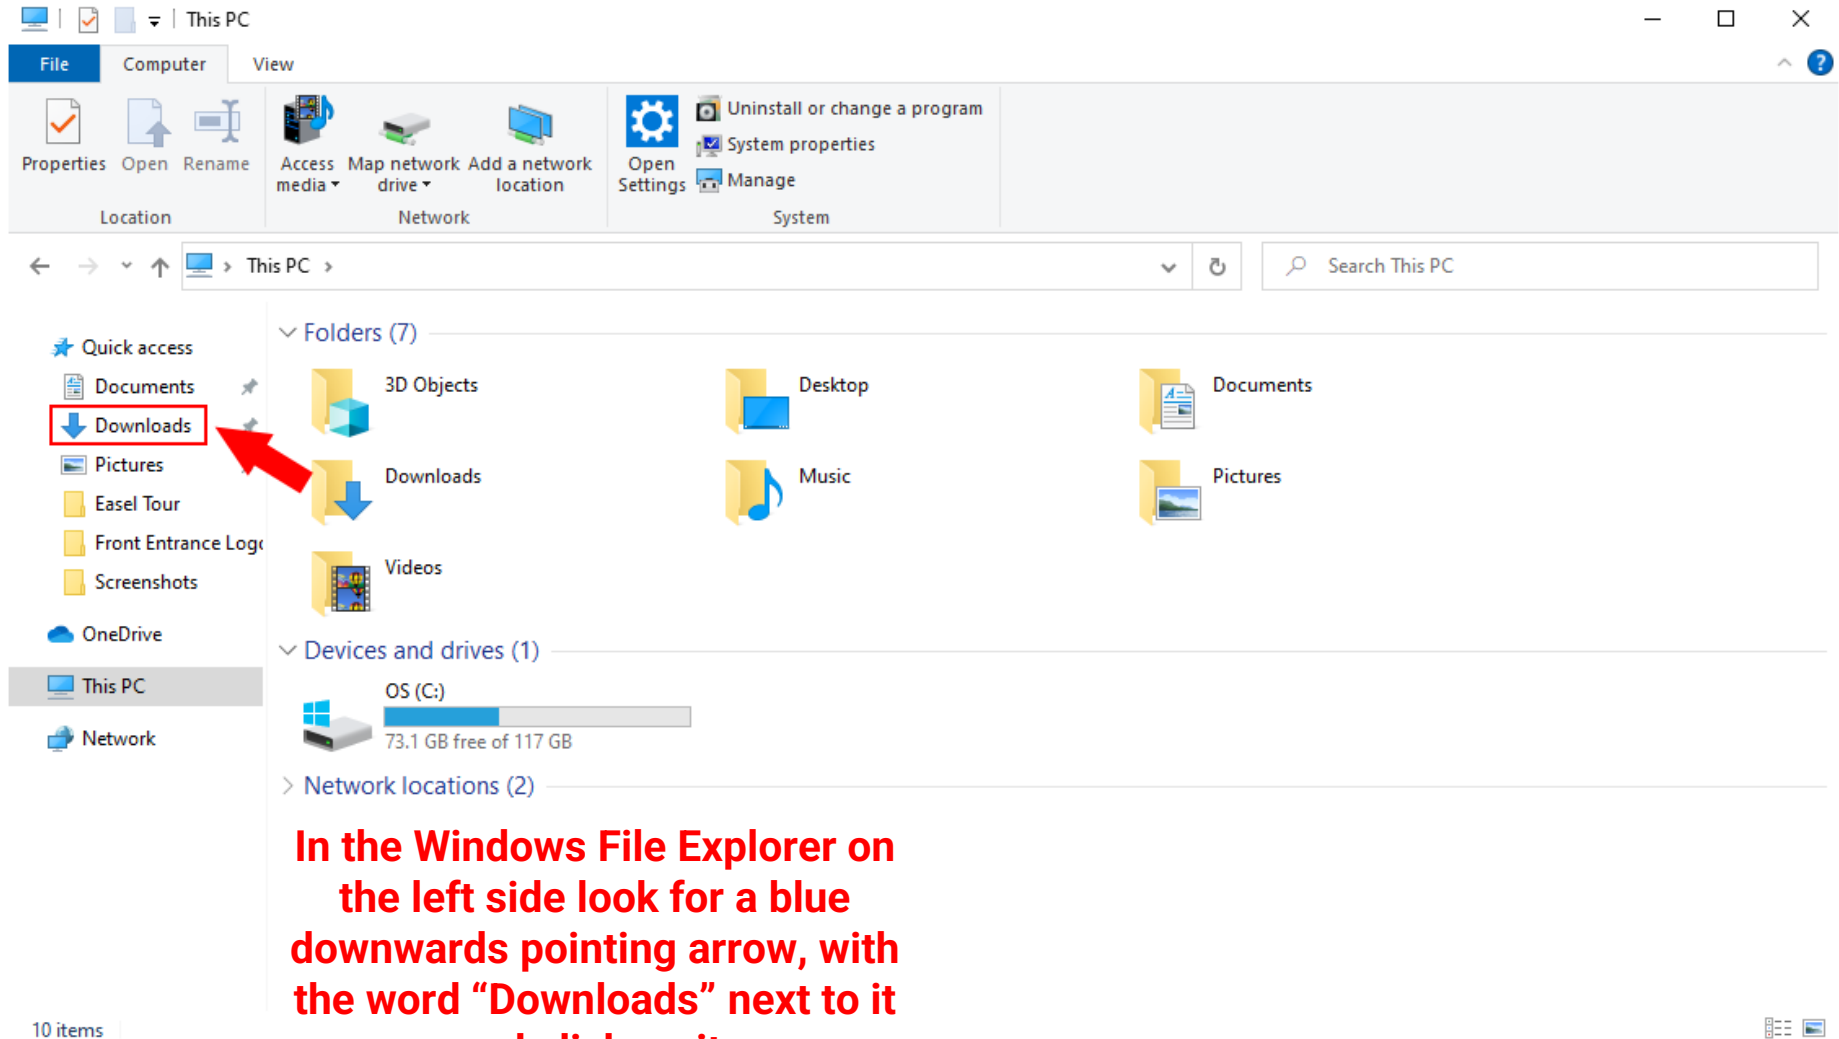 This PC
File Computer View
Properties Open Rename
Access media
Map network drive
Add a network location
Open Settings
Uninstall or change a program
System properties
Manage
Location Network System
This PC
Search This PC
Quick access
Documents
Downloads
Pictures
Easel Tour
Front Entrance Logo
Screenshots
OneDrive
This PC
Network
Folders (7)
3D Objects Desktop Documents
Downloads Music Pictures
Videos
Devices and drives (1)
OS (C:)
73.1 GB free of 117 GB
Network locations (2)
In the Windows File Explorer on
the left side look for a blue
downwards pointing arrow, with
the word “Downloads” next to it
10 items